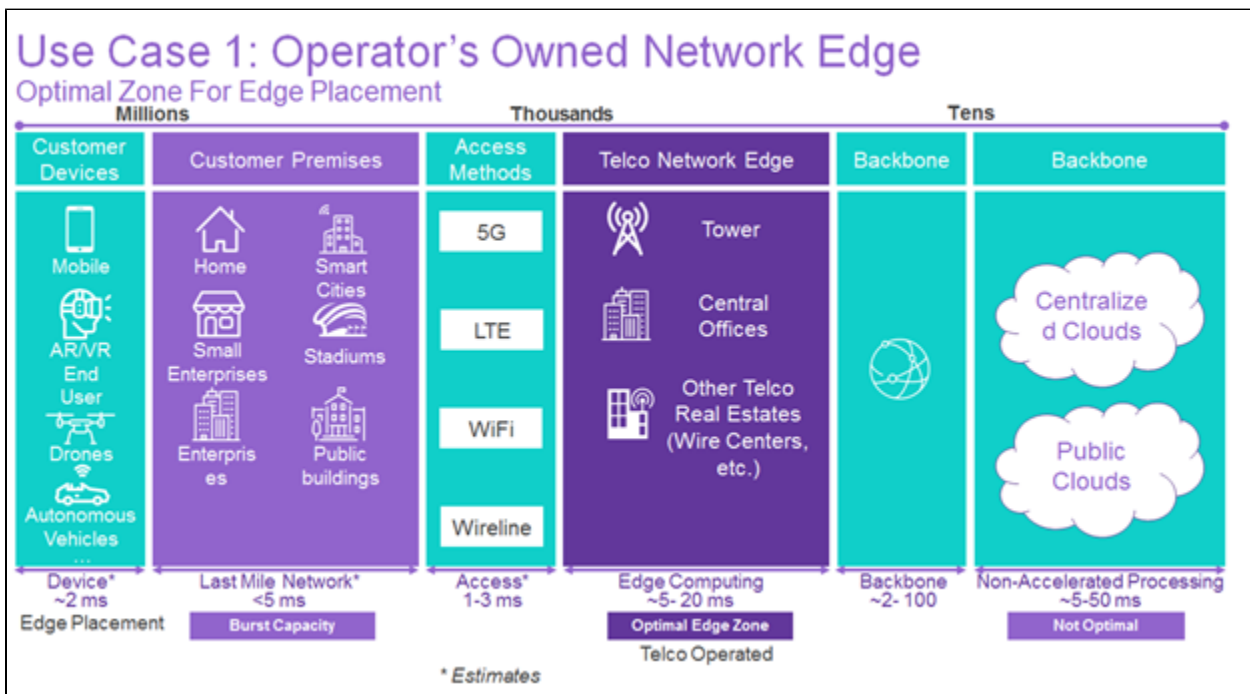 Use Case 1: Operator's Owned Network Edge
Optimal Zone For Edge Placement
Millions
Thousands
Tens
Customer
Devices
Customer Premises
Access
Methods
Telco Network Edge
Backbone
Backbone
Mobile
AR/VR
End
User
Drones
Autonomous
Vehicles
...
Home
Smart
Cities
Small
Enterprises
Stadiums
Enterpris
es
Public
buildings
5G
LTE
WiFi
Wireline
Tower
Central
Offices
Other Telco
Real Estates
(Wire Centers,
etc.)
Centralize
d Clouds
Public
Clouds
Device*
~2 ms
Last Mile Network*
<5 ms
Access*
1-3 ms
Edge Computing
~5- 20 ms
Backbone
~2- 100
Non-Accelerated Processing
~5-50 ms
Edge Placement
Burst Capacity
Optimal Edge Zone
Not Optimal
Telco Operated
* Estimates